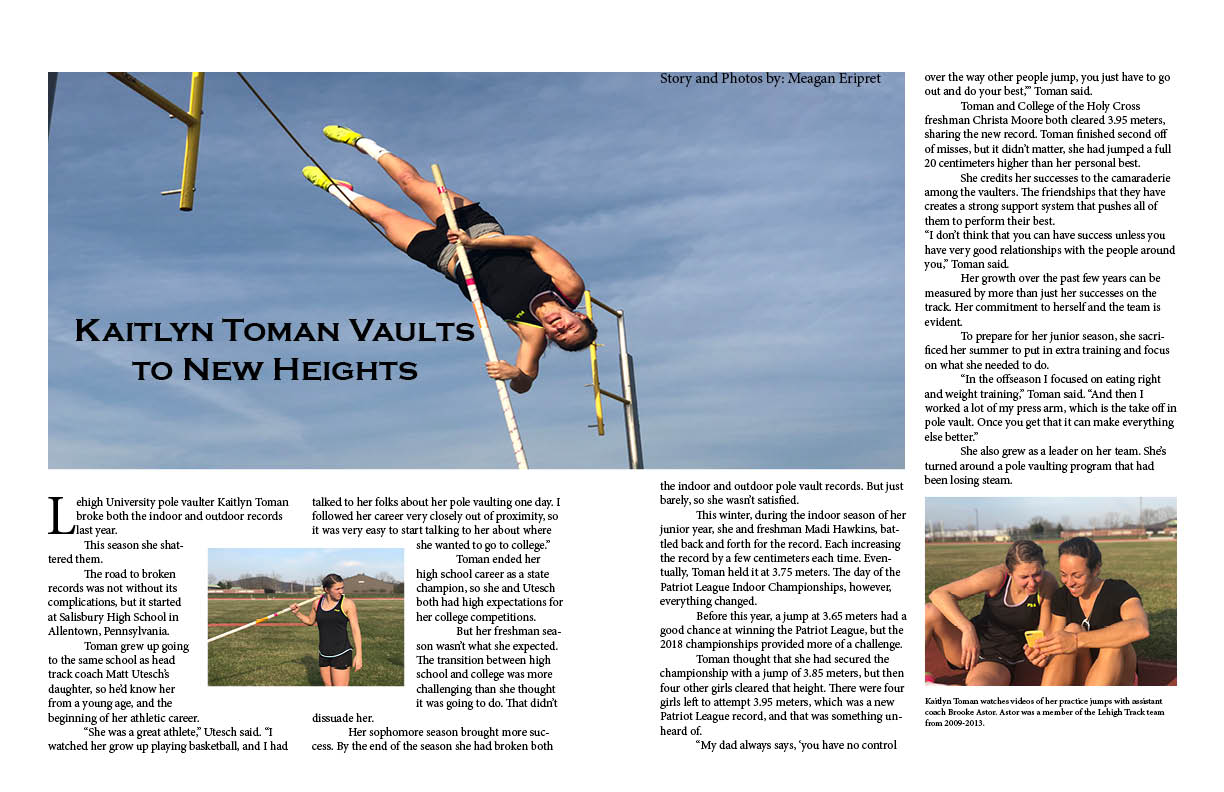 Story and Photos by: Meagan Eripret
Kaitlyn Toman Vaults
to New Heights
Lehigh University pole vaulter Kaitlyn Toman
broke both the indoor and outdoor records
last year.
This season she shat-
tered them.
The road to broken
records was not without its
complications, but it started
at Salisbury High School in
Allentown, Pennsylvania.
Toman grew up going
to the same school as head
track coach Matt Utesch's
daughter, so he'd know her
from a young age, and the
beginning of her athletic career.
“She was a great athlete,” Utesch said. “I
watched her grow up playing basketball, and I had
talked to her folks about her pole vaulting one day. I
followed her career very closely out of proximity, so
it was very easy to start talking to her about where
she wanted to go to college.”
Toman ended her
high school career as a state
champion, so she and Utesch
both had high expectations for
her college competitions.
But her freshman sea-
son wasn't what she expected.
The transition between high
school and college was more
challenging than she thought
it was going to do. That didn't
dissuade her.
Her sophomore season brought more suc-
cess. By the end of the season she had broken both
the indoor and outdoor pole vault records. But just
barely, so she wasn't satisfied.
This winter, during the indoor season of her
junior year, she and freshman Madi Hawkins, bat-
tled back and forth for the record. Each increasing
the record by a few centimeters each time. Even-
tually, Toman held it at 3.75 meters. The day of the
Patriot League Indoor Championships, however,
everything changed.
Before this year, a jump at 3.65 meters had a
good chance at winning the Patriot League, but the
2018 championships provided more of a challenge.
Toman thought that she had secured the
championship with a jump of 3.85 meters, but then
four other girls cleared that height. There were four
girls left to attempt 3.95 meters, which was a new
Patriot League record, and that was something un-
heard of.
“My dad always says, ‘you have no control
over the way other people jump, you just have to go
out and do your best,’” Toman said.
Toman and College of the Holy Cross
freshman Christa Moore both cleared 3.95 meters,
sharing the new record. Toman finished second off
of misses, but it didn't matter, she had jumped a full
20 centimeters higher than her personal best.
She credits her successes to the camaraderie
among the vaulters. The friendships that they have
creates a strong support system that pushes all of
them to perform their best.
“I don't think that you can have success unless you
have very good relationships with the people around
you,” Toman said.
Her growth over the past few years can be
measured by more than just her successes on the
track. Her commitment to herself and the team is
evident.
To prepare for her junior season, she sacri-
ficed her summer to put in extra training and focus
on what she needed to do.
“In the offseason I focused on eating right
and weight training,” Toman said. “And then I
worked a lot of my press arm, which is the take off in
pole vault. Once you get that it can make everything
else better.”
She also grew as a leader on her team. She's
turned around a pole vaulting program that had
been losing steam.
Kaitlyn Toman watches videos of her practice jumps with assistant
coach Brooke Astor. Astor was a member of the Lehigh Track team
from 2009-2013.